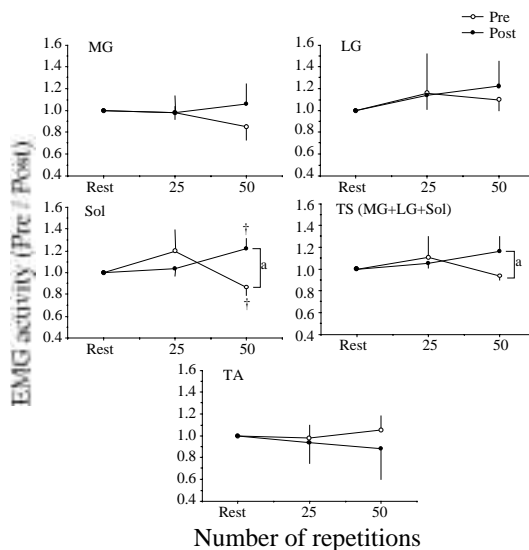 Pre
Post
MG
1.6
1.4
1.2
1.0
0.8
0.6
0.4
Rest
25
50
LG
1.6
1.4
1.2
1.0
0.8
0.6
0.4
Rest
25
50
EMG activity (Pre / Post)
Sol
1.6
1.4
1.2
1.0
0.8
0.6
0.4
†
a
†
Rest
25
50
TS (MG+LG+Sol)
1.6
1.4
1.2
1.0
0.8
0.6
0.4
a
Rest
25
50
TA
1.6
1.4
1.2
1.0
0.8
0.6
0.4
Rest
25
50
Number of repetitions